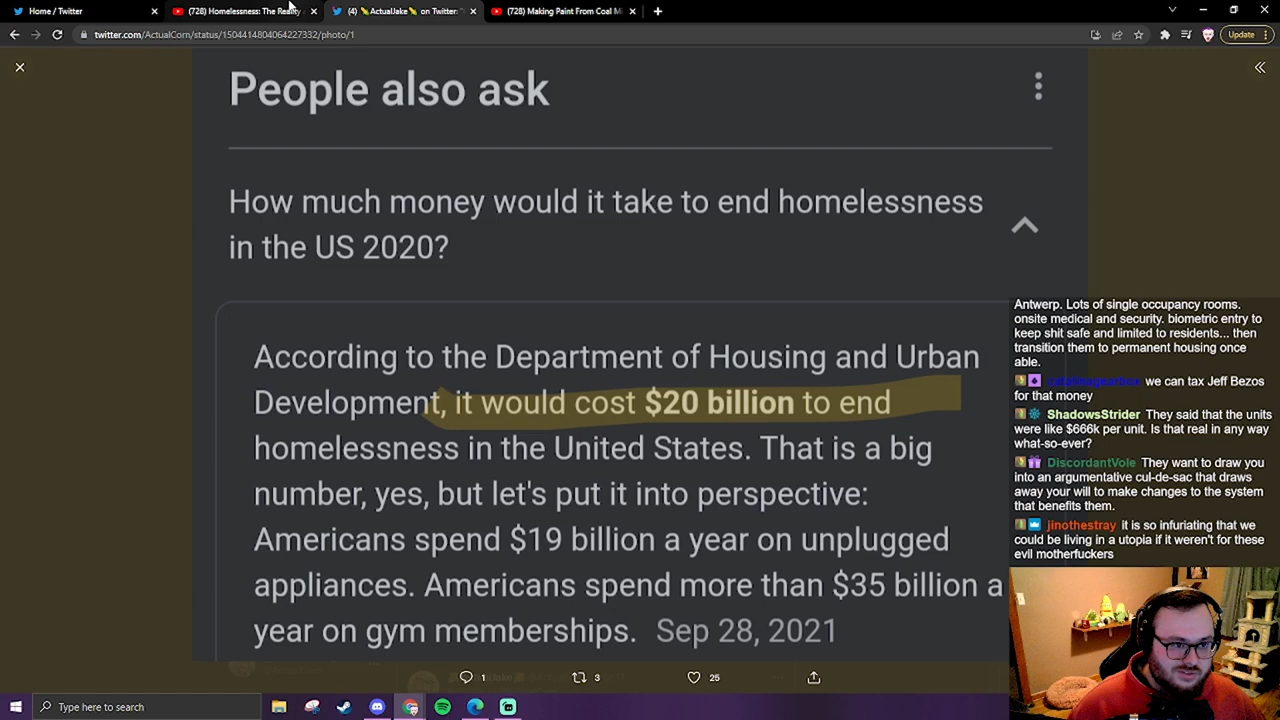 Home / Twitter
(728) Homelessness: The Reality
(4) ActualJake on Twitter:
(728) Making Paint From Coal Mi
twitter.com/ActualCorn/status/1504414804064227332/photo/1
Update
People also ask
How much money would it take to end homelessness
in the US 2020?
According to the Department of Housing and Urban
Development, it would cost $20 billion to end
homelessness in the United States. That is a big
number, yes, but let's put it into perspective:
Americans spend $19 billion a year on unplugged
appliances. Americans spend more than $35 billion a
year on gym memberships. Sep 28, 2021
1
3
25
Antwerp. Lots of single occupancy rooms.
onsite medical and security. biometric entry to
keep shit safe and limited to residents... then
transition them to permanent housing once
able.
we can tax Jeff Bezos
for that money
ShadowsStrider They said that the units
were like $666k per unit. Is that real in any way
what-so-ever?
DiscordantVole They want to draw you
into an argumentative cul-de-sac that draws
away your will to make changes to the system
that benefits them.
jinothestray it is so infuriating that we
could be living in a utopia if it weren't for these
evil motherfuckers
Type here to search